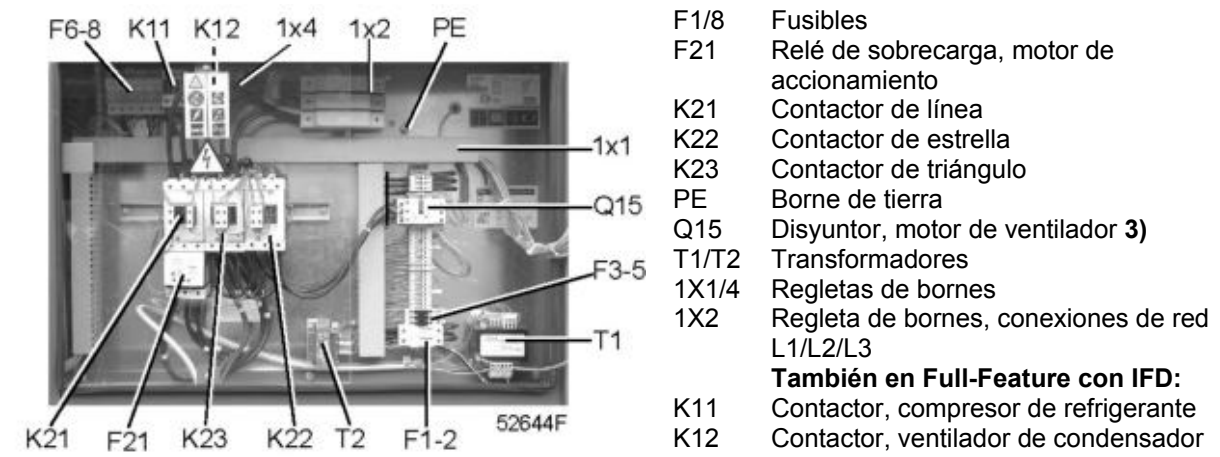 F6-8 K11 K12 1x4 1x2 PE
1x1
Q15
F3-5
T1
52644F
K21 F21 K23 K22 T2 F1-2
F1/8 Fusibles
F21 Relé de sobrecarga, motor de
accionamiento
K21 Contactor de línea
K22 Contactor de estrella
K23 Contactor de triángulo
PE Borne de tierra
Q15 Disyuntor, motor de ventilador 3)
T1/T2 Transformadores
1X1/4 Regletas de bornes
1X2 Regleta de bornes, conexiones de red
L1/L2/L3
También en Full-Feature con IFD:
K11 Contactor, compresor de refrigerante
K12 Contactor, ventilador de condensador